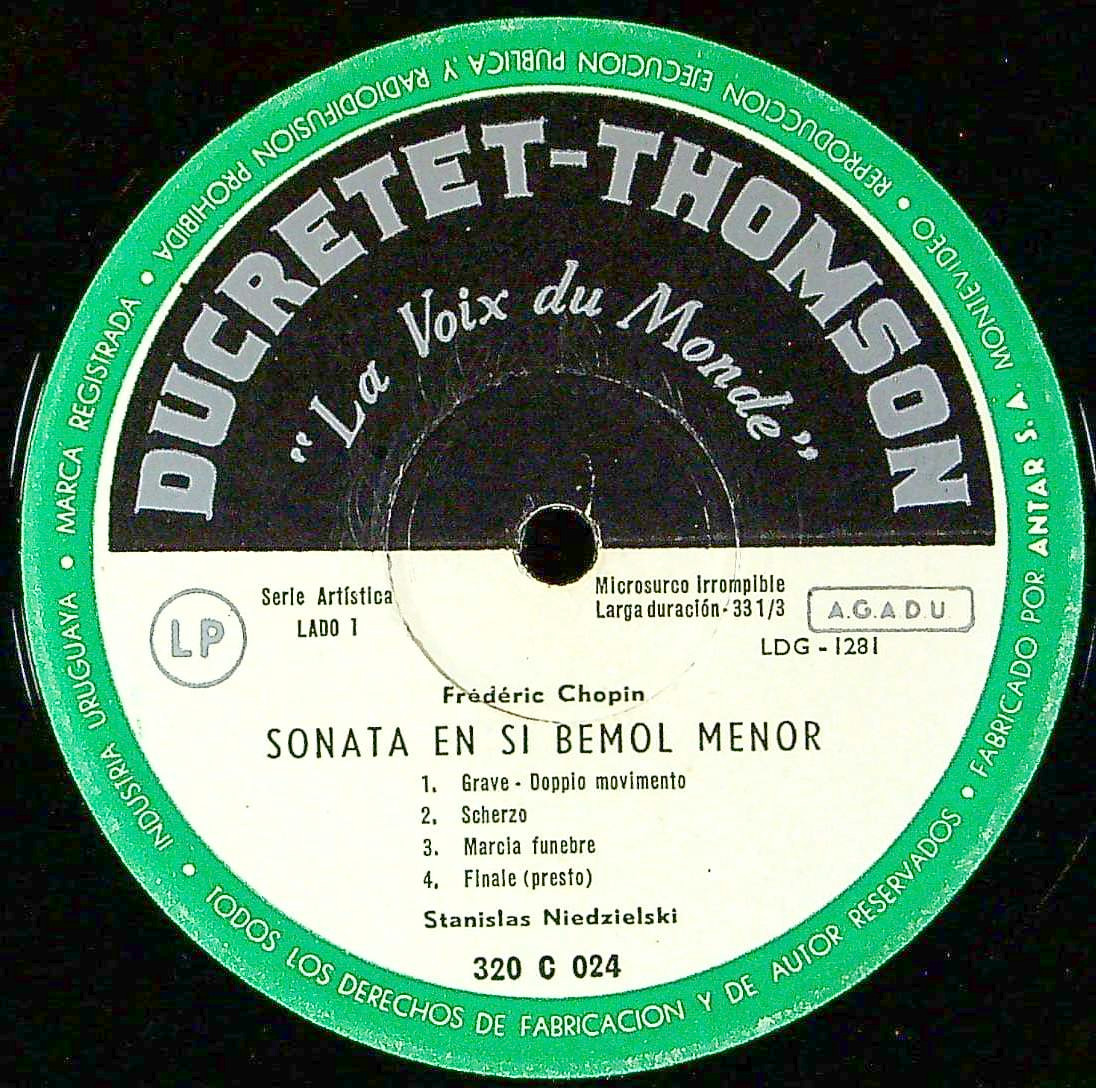 DUCRETET-THOMSON
"La Voix du Monde"
LP
Serie Artística
LADO 1
Microsurco irrompible
Larga duración - 33 1/3
A.G.A.D.U.
LDG - 1281
Frédéric Chopin
SONATA EN SI BEMOL MENOR
1. Grave - Doppio movimento
2. Scherzo
3. Marcia funebre
4. Finale (presto)
Stanislas Niedzielski
320 C 024
TODOS LOS DERECHOS DE FABRICACION Y DE AUTOR RESERVADOS • FABRICADO POR ANTAR S. A. MONTEVIDEO • REPRODUCCION EJECUCION PUBLICA Y RADIODIFUSION PROHIBIDA • MARCA REGISTRADA • INDUSTRIA URUGUAYA •